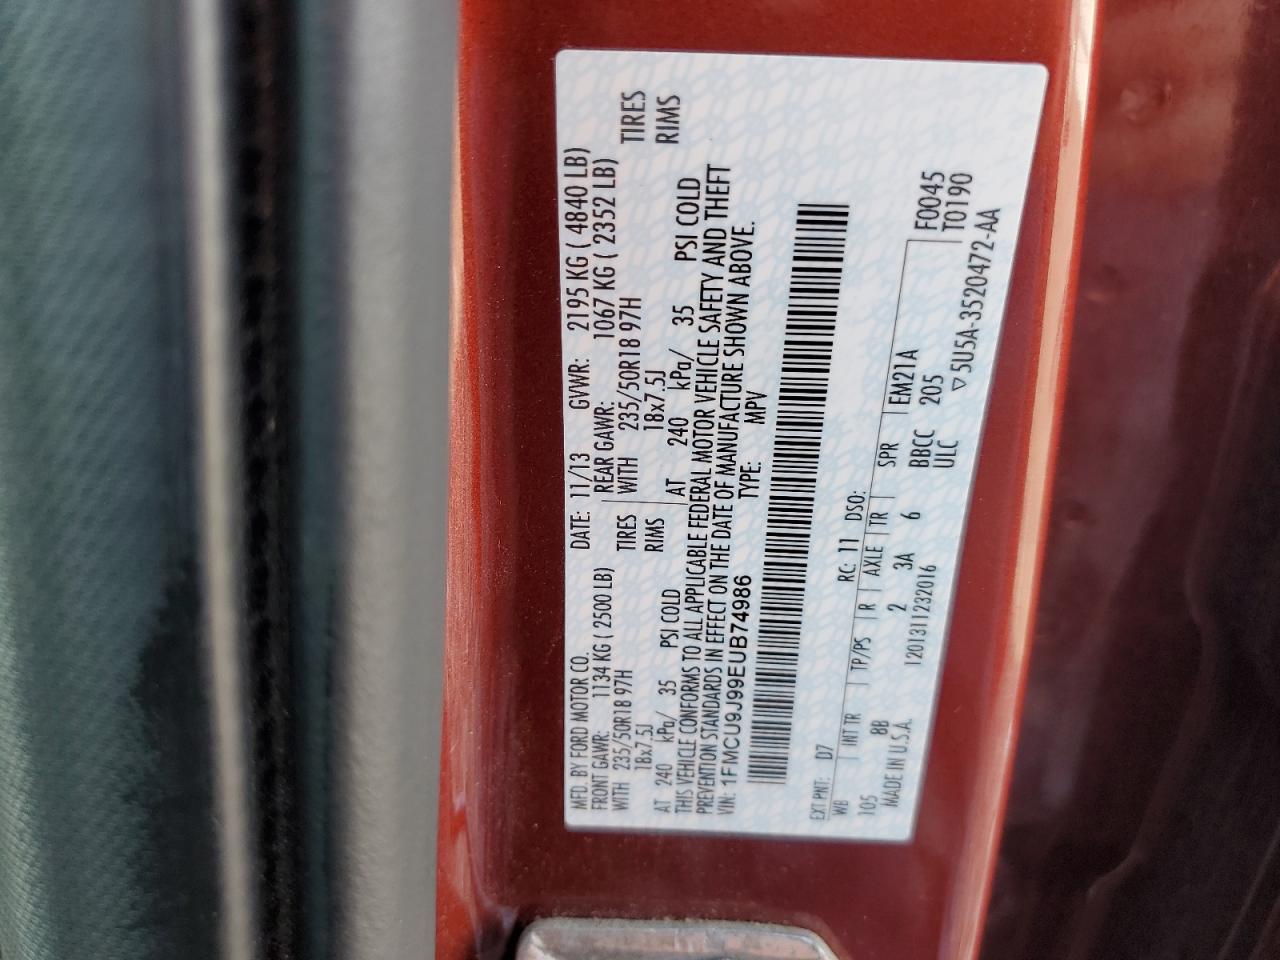 MFD. BY FORD MOTOR CO. DATE: 11/13 GVWR: 2195 KG ( 4840 LB)
FRONT GAWR: 1134 KG ( 2500 LB) REAR GAWR: 1067 KG ( 2352 LB)
WITH 235/50R18 97H TIRES WITH 235/50R18 97H TIRES
18x7.5J RIMS 18x7.5J RIMS
AT 240 kPa/ 35 PSI COLD AT 240 kPa/ 35 PSI COLD
THIS VEHICLE CONFORMS TO ALL APPLICABLE FEDERAL MOTOR VEHICLE SAFETY AND THEFT
PREVENTION STANDARDS IN EFFECT ON THE DATE OF MANUFACTURE SHOWN ABOVE.
VIN: 1FMCU9J99EUB74986 TYPE: MPV
EXT PNT: D7 RC: 11 DSO: F0045
WB INT TR TP/PS R AXLE TR SPR EM21A T0190
105 8B 2 3A 6 BBCC 205
MADE IN U.S.A. 1201311232016 ULC ▽5U5A-3520472-AA